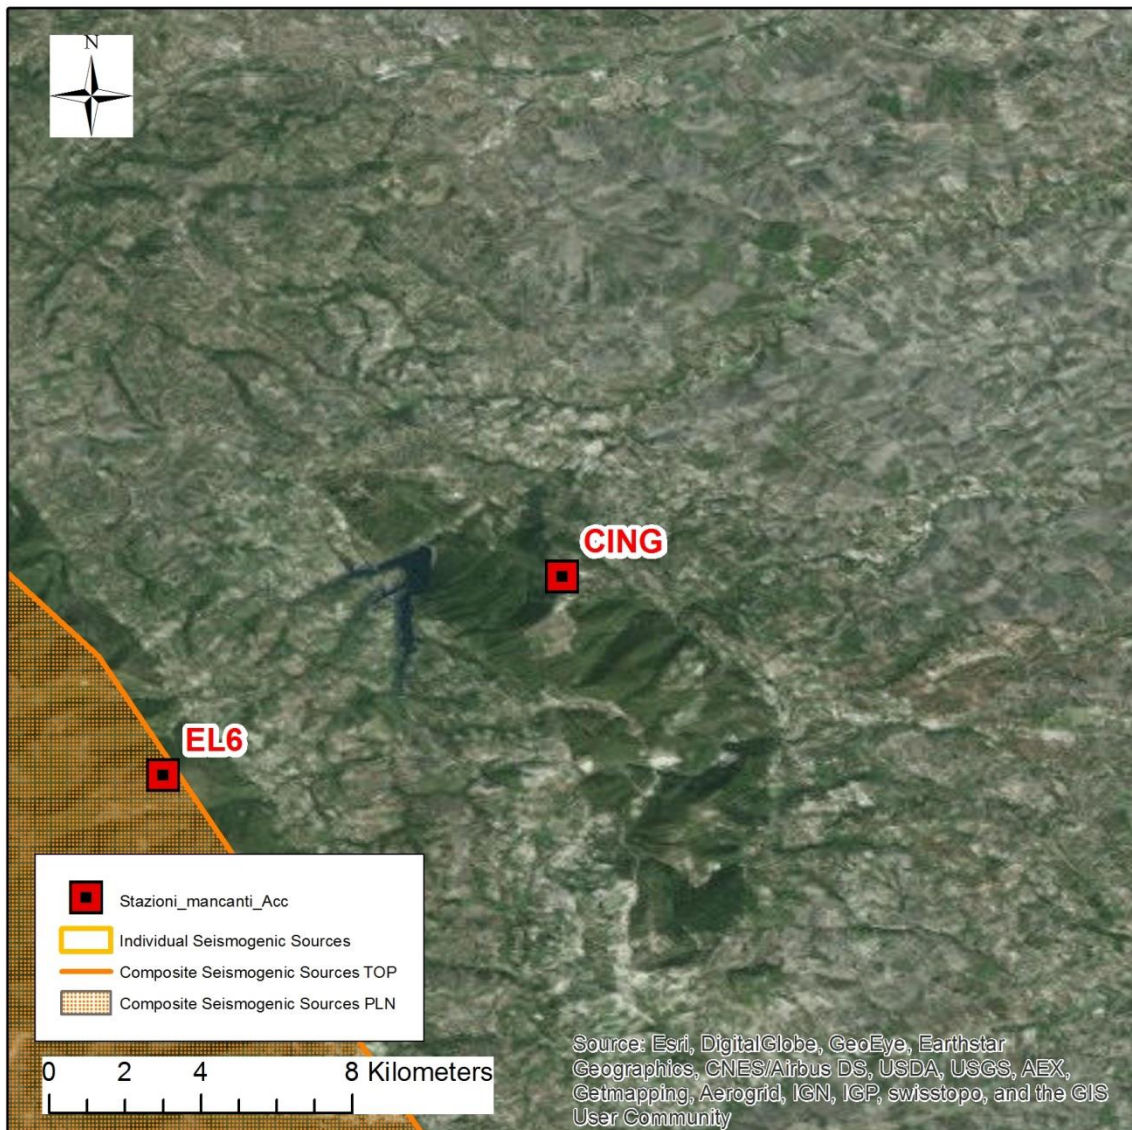 N
CING
EL6
Stazioni_mancanti_Acc
Individual Seismogenic Sources
Composite Seismogenic Sources TOP
Composite Seismogenic Sources PLN
0 2 4 8 Kilometers
Source: Esri, DigitalGlobe, GeoEye, Earthstar
Geographics, CNES/Airbus DS, USDA, USGS, AEX,
Getmapping, Aerogrid, IGN, IGP, swisstopo, and the GIS
User Community